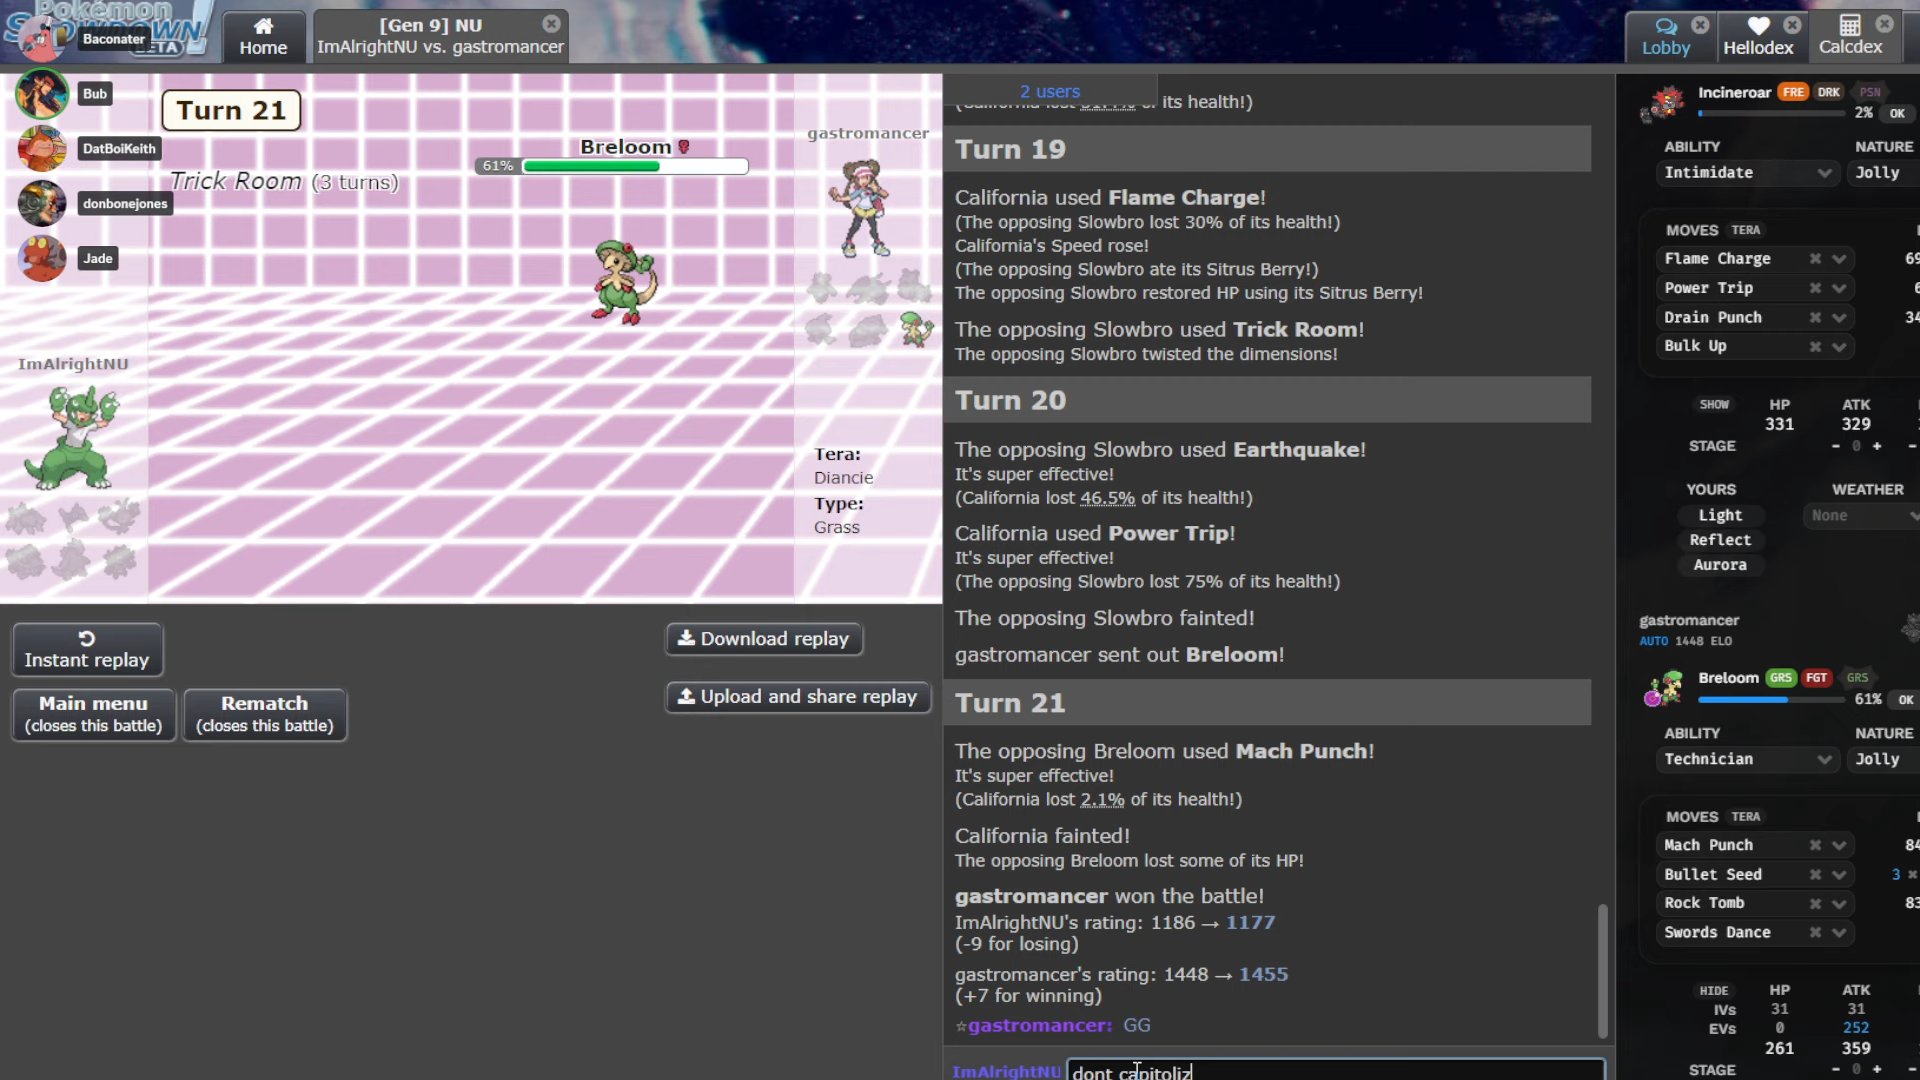 Pokémon
SHOWDOWN!
BETA
Home
[Gen 9] NU
ImAlrightNU vs. gastromancer
Lobby
Hellodex
Calcdex
Baconater
Bub
DatBoiKeith
donbonejones
Jade
Turn 21
Trick Room (3 turns)
Breloom
61%
gastromancer
ImAlrightNU
Tera:
Diancie
Type:
Grass
Instant replay
Download replay
Main menu
(closes this battle)
Rematch
(closes this battle)
Upload and share replay
2 users
its health!)
Turn 19
California used Flame Charge!
(The opposing Slowbro lost 30% of its health!)
California's Speed rose!
(The opposing Slowbro ate its Sitrus Berry!)
The opposing Slowbro restored HP using its Sitrus Berry!
The opposing Slowbro used Trick Room!
The opposing Slowbro twisted the dimensions!
Turn 20
The opposing Slowbro used Earthquake!
It's super effective!
(California lost 46.5% of its health!)
California used Power Trip!
It's super effective!
(The opposing Slowbro lost 75% of its health!)
The opposing Slowbro fainted!
gastromancer sent out Breloom!
Turn 21
The opposing Breloom used Mach Punch!
It's super effective!
(California lost 2.1% of its health!)
California fainted!
The opposing Breloom lost some of its HP!
gastromancer won the battle!
ImAlrightNU's rating: 1186 → 1177
(-9 for losing)
gastromancer's rating: 1448 → 1455
(+7 for winning)
☆gastromancer: GG
ImAlrightNU dont capitoliz
Incineroar FRE DRK PSN
2% OK
ABILITY NATURE
Intimidate Jolly
MOVES TERA
Flame Charge 69
Power Trip 6
Drain Punch 34
Bulk Up
SHOW HP ATK
331 329
STAGE - 0 + -
YOURS WEATHER
Light None
Reflect
Aurora
gastromancer
AUTO 1448 ELO
Breloom GRS FGT GRS
61% OK
ABILITY NATURE
Technician Jolly
MOVES TERA
Mach Punch 84
Bullet Seed 3 ×
Rock Tomb 83
Swords Dance
HIDE HP ATK
IVs 31 31
EVs 0 252
261 359
STAGE - 0 + -